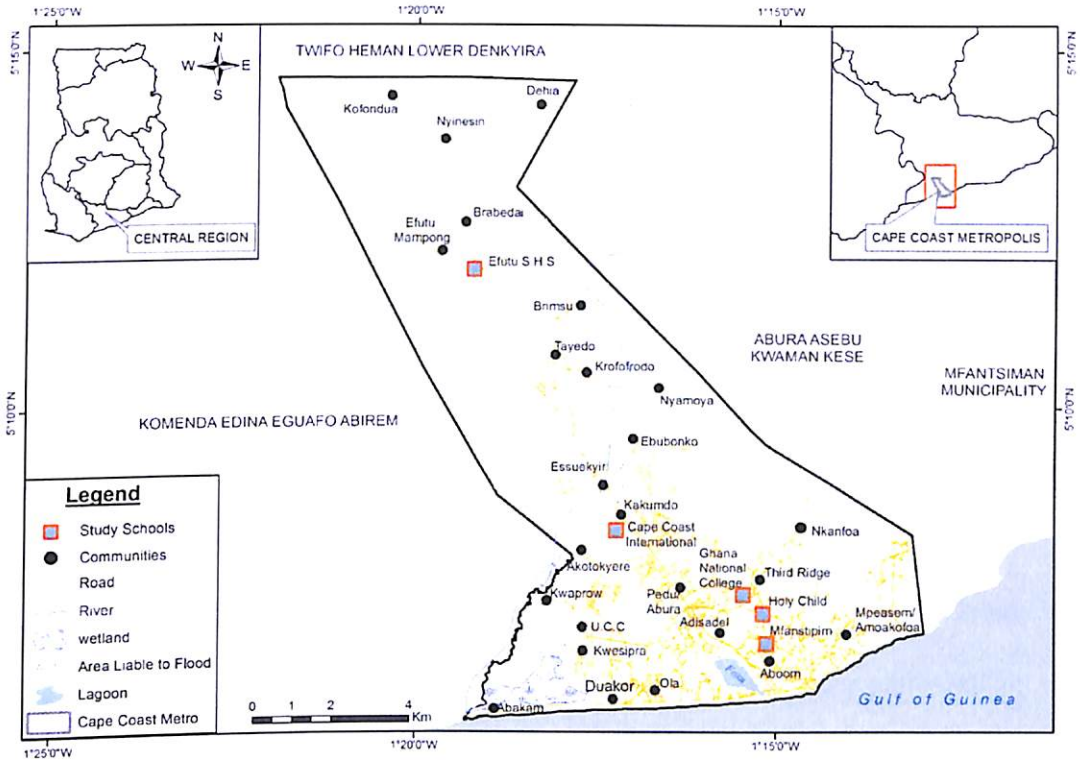 1°25'0"W
1°20'0"W
1°15'0"W
5°15'0"N
5°15'0"N
N
W E
S
TWIFO HEMAN LOWER DENKYIRA
CENTRAL REGION
CAPE COAST METROPOLIS
Kofondua
Dehia
Nyinesin
Brabedai
Efutu
Mampong
Efutu S H S
Brimsu
Tayedo
Krofofrodo
Nyamoya
ABURA ASEBU
KWAMAN KESE
MFANTSIMAN
MUNICIPALITY
5°10'0"N
5°10'0"N
KOMENDA EDINA EGUAFO ABIREM
Ebubonko
Essuekyir
Kakumdo
Cape Coast
International
Nkanfoa
Akotokyere
Ghana
National
College
Third Ridge
Kwaprow
Pedu/
Abura
Holy Child
Mpeasem/
Amoakofoa
U.C.C
Adisadel
Mfanstipim
Kwesipra
Aboom
Duakor
Ola
Abakam
Gulf of Guinea
Legend
Study Schools
Communities
Road
River
wetland
Area Liable to Flood
Lagoon
Cape Coast Metro
0 1 2 4
Km
1°25'0"W
1°20'0"W
1°15'0"W